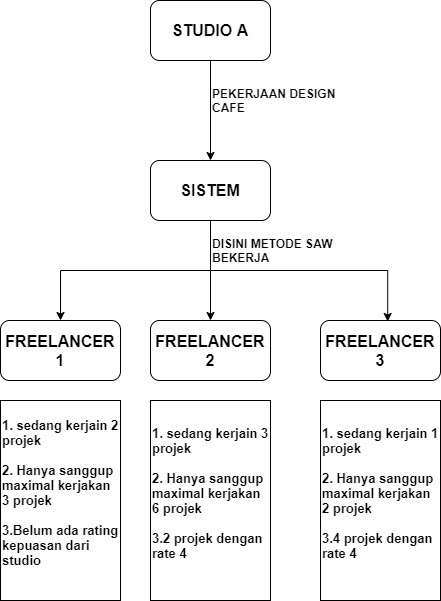 STUDIO A
PEKERJAAN DESIGN
CAFE
SISTEM
DISINI METODE SAW
BEKERJA
FREELANCER
1
FREELANCER
2
FREELANCER
3
1. sedang kerjain 2
projek
2. Hanya sanggup
maximal kerjakan
3 projek
3.Belum ada rating
kepuasan dari
studio
1. sedang kerjain 3
projek
2. Hanya sanggup
maximal kerjakan
6 projek
3.2 projek dengan
rate 4
1. sedang kerjain 1
projek
2. Hanya sanggup
maximal kerjakan
2 projek
3.4 projek dengan
rate 4